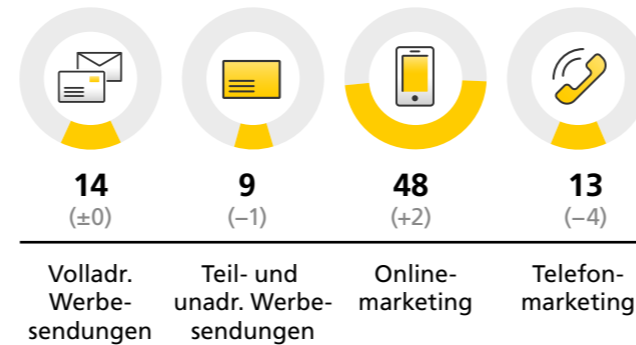 14 9 48 13
(±0) (–1) (+2) (–4)
Volladr. Teil- und Online- Telefon-
Werbe- unadr. Werbe- marketing marketing
sendungen sendungen